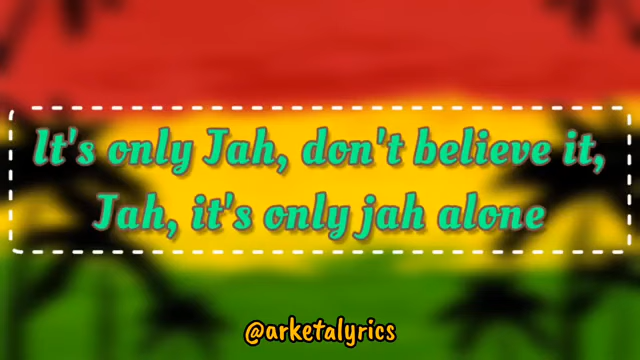 It's only Jah, don't believe it,
Jah, it's only jah alone
@arketalyrics